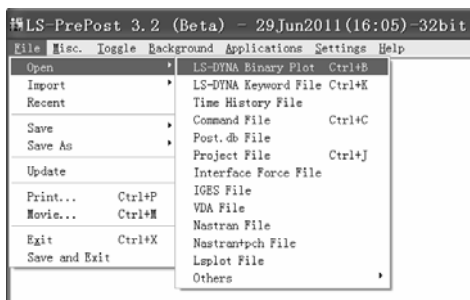 LS-PrePost 3.2 (Beta) - 29Jun2011(16:05)-32bit
File Misc. Toggle Background Applications Settings Help
Open
Import
Recent
Save
Save As
Update
Print... Ctrl+P
Movie... Ctrl+M
Exit Ctrl+X
Save and Exit
LS-DYNA Binary Plot Ctrl+B
LS-DYNA Keyword File Ctrl+K
Time History File
Command File Ctrl+C
Post.db File
Project File Ctrl+J
Interface Force File
IGES File
VDA File
Nastran File
Nastran+pch File
Lsplot File
Others